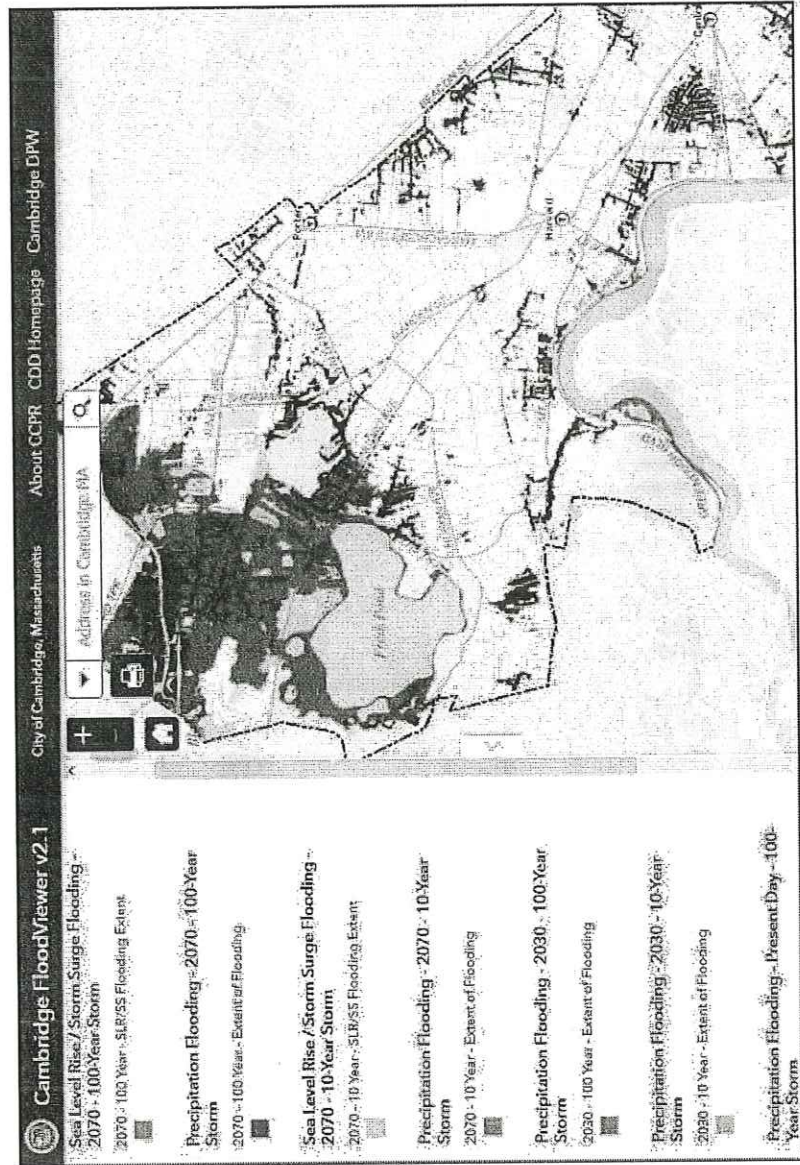 Cambridge FloodViewer v2.1
City of Cambridge, Massachusetts
About CCPR
CDD Homepage
Cambridge DPW
Sea Level Rise / Storm Surge Flooding -
2070 - 100-Year Storm
2070 - 100 Year - SLR/SS Flooding Extent
Precipitation Flooding - 2070 - 100-Year
Storm
2070 - 100 Year - Extent of Flooding
Sea Level Rise / Storm Surge Flooding -
2070 - 10-Year Storm
2070 - 10 Year - SLR/SS Flooding Extent
Precipitation Flooding - 2070 - 10-Year
Storm
2070 - 10 Year - Extent of Flooding
Precipitation Flooding - 2030 - 100-Year
Storm
2030 - 100 Year - Extent of Flooding
Precipitation Flooding - 2030 - 10-Year
Storm
2030 - 10 Year - Extent of Flooding
Precipitation Flooding - Present Day - 100-
Year Storm
Address in Cambridge MA
Fresh Pond
Porter
Harvard
T